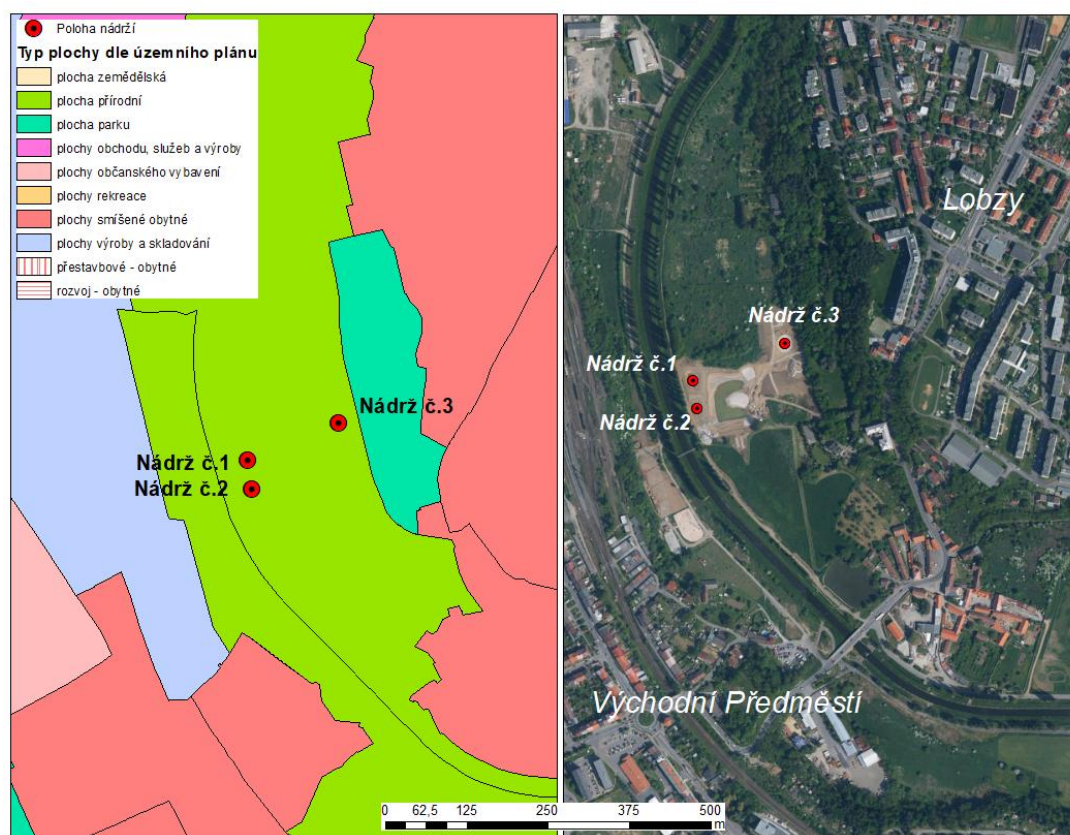 Poloha nádrží
Typ plochy dle územního plánu
plocha zemědělská
plocha přírodní
plocha parku
plochy obchodu, služeb a výroby
plochy občanského vybavení
plochy rekreace
plochy smíšené obytné
plochy výroby a skladování
přestavbové - obytné
rozvoj - obytné
Nádrž č.3
Nádrž č.1
Nádrž č.2
Lobzy
Nádrž č.3
Nádrž č.1
Nádrž č.2
Východní Předměstí
0 62,5 125 250 375 500
m